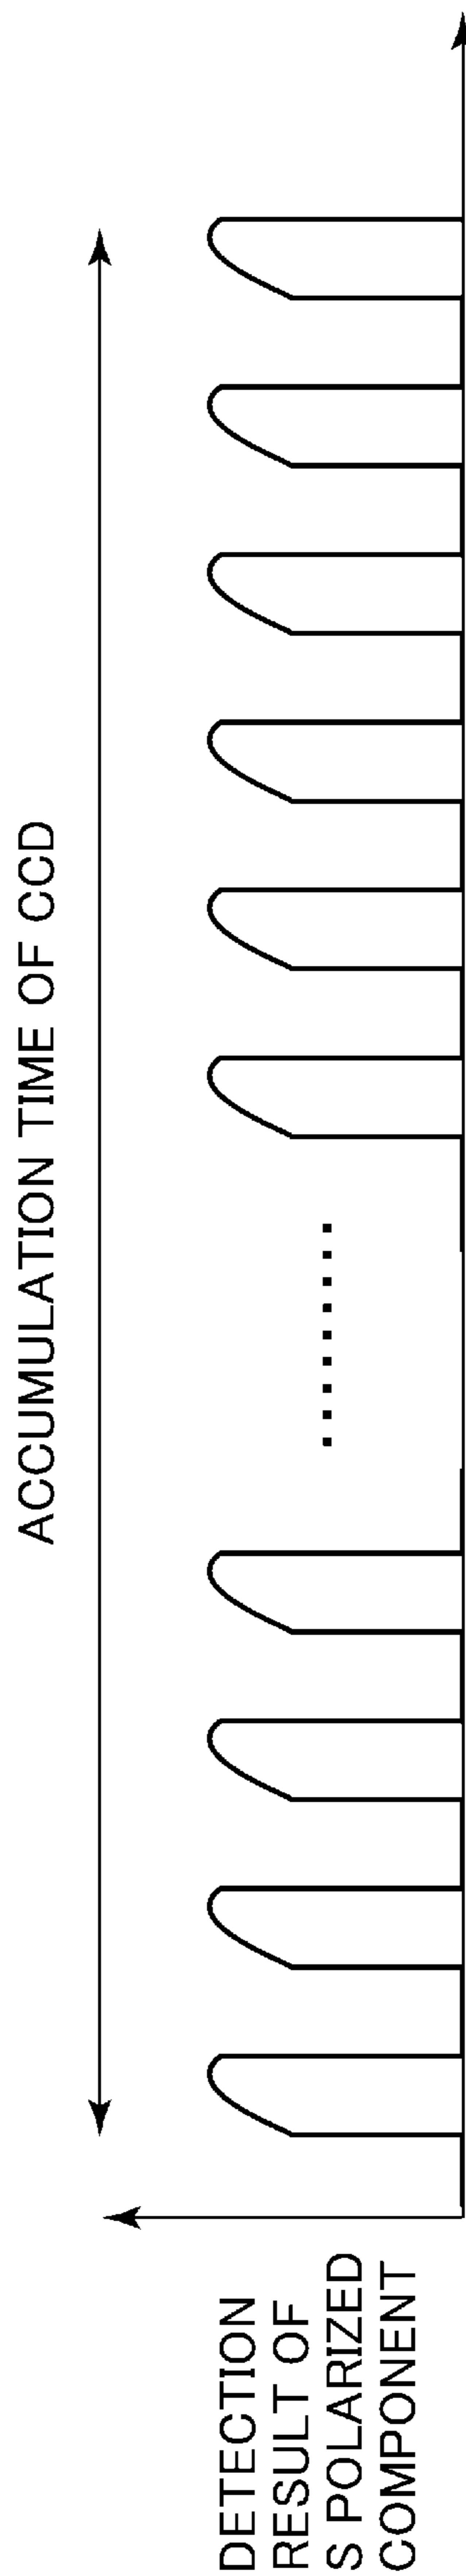 ACCUMULATION TIME OF CCD
DETECTION
RESULT OF
S POLARIZED
COMPONENT